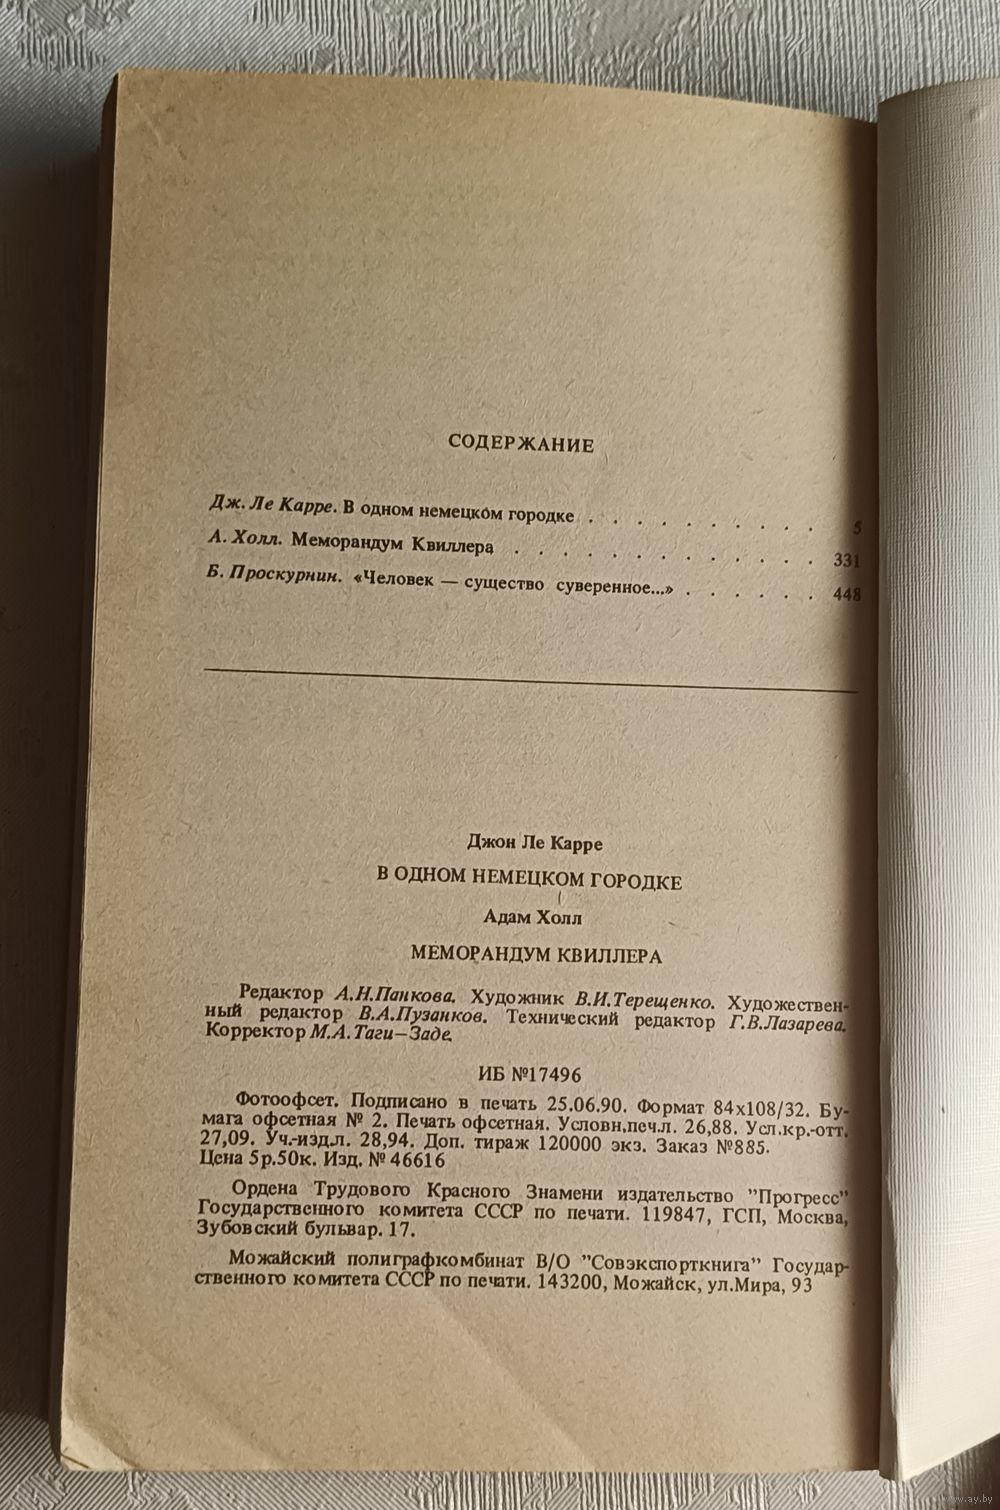 СОДЕРЖАНИЕ
Дж. Ле Карре. В одном немецком городке . . . . . . . . . . 5
А. Холл. Меморандум Квиллера . . . . . . . . . . . . . 331
Б. Проскурнин. «Человек — существо суверенное...» . . . . . . 448
Джон Ле Карре
В ОДНОМ НЕМЕЦКОМ ГОРОДКЕ
Адам Холл
МЕМОРАНДУМ КВИЛЛЕРА
Редактор А.Н.Панкова. Художник В.И.Терещенко. Художествен-
ный редактор В.А.Пузанков. Технический редактор Г.В.Лазарева.
Корректор М.А.Таги—Заде.
ИБ №17496
Фотоофсет. Подписано в печать 25.06.90. Формат 84х108/32. Бу-
мага офсетная № 2. Печать офсетная. Условн.печ.л. 26,88. Усл.кр.-отт.
27,09. Уч.-изд.л. 28,94. Доп. тираж 120000 экз. Заказ №885.
Цена 5р.50к. Изд. № 46616
Ордена Трудового Красного Знамени издательство "Прогресс"
Государственного комитета СССР по печати. 119847, ГСП, Москва,
Зубовский бульвар. 17.
Можайский полиграфкомбинат В/О "Совэкспорткнига" Государ-
ственного комитета СССР по печати. 143200, Можайск, ул.Мира, 93
www.ay.by